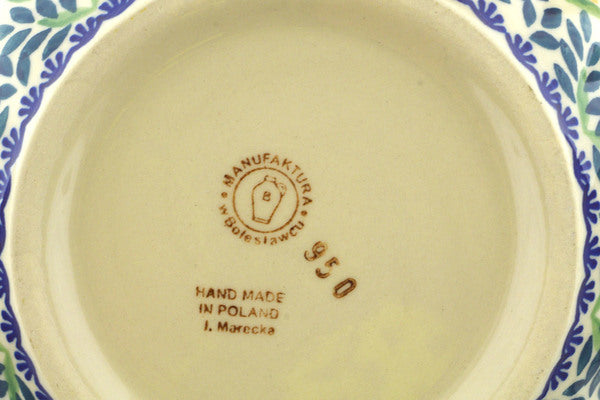 MANUFAKTURA
w Bolesławcu
B
950
HAND MADE
IN POLAND
I. Marecka